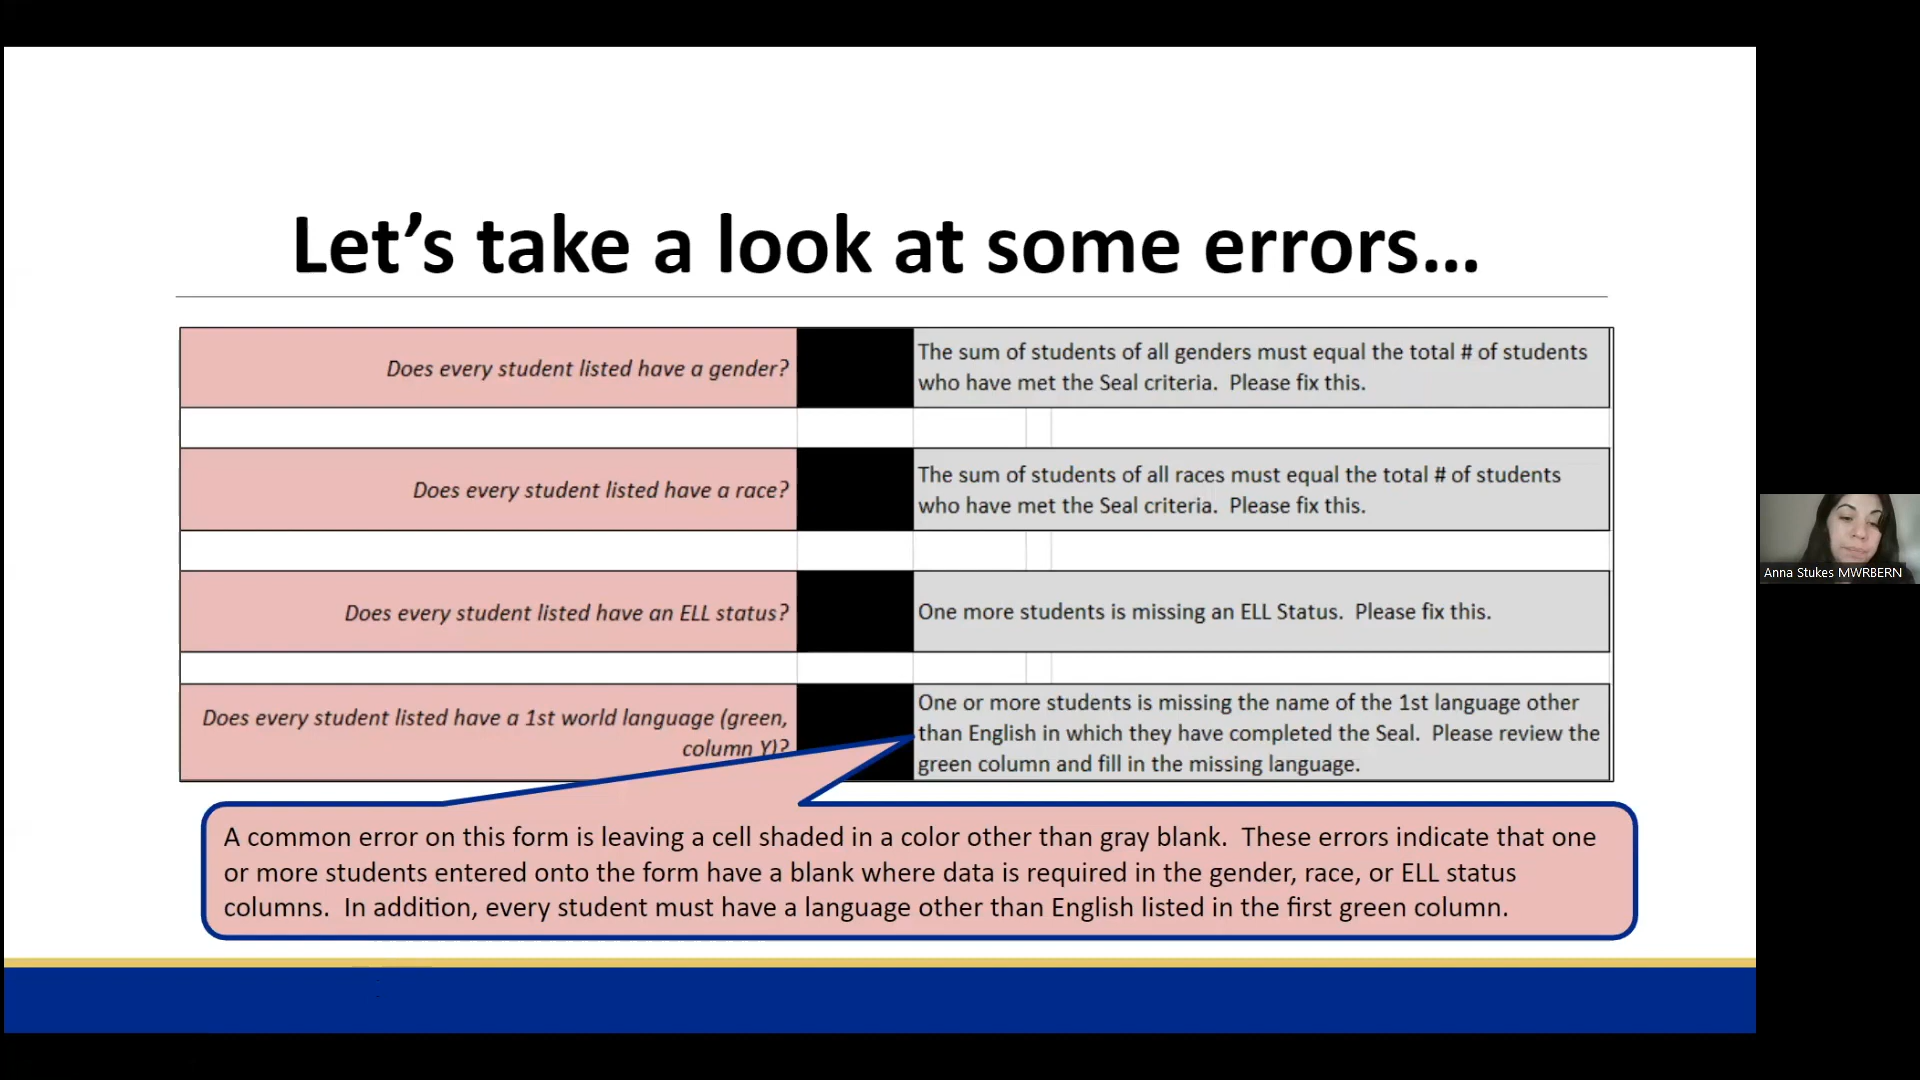 Let’s take a look at some errors…
Does every student listed have a gender?
The sum of students of all genders must equal the total # of students
who have met the Seal criteria.  Please fix this.
Does every student listed have a race?
The sum of students of all races must equal the total # of students
who have met the Seal criteria.  Please fix this.
Does every student listed have an ELL status?
One more students is missing an ELL Status.  Please fix this.
Does every student listed have a 1st world language (green,
column Y)?
One or more students is missing the name of the 1st language other
than English in which they have completed the Seal.  Please review the
green column and fill in the missing language.
A common error on this form is leaving a cell shaded in a color other than gray blank.  These errors indicate that one
or more students entered onto the form have a blank where data is required in the gender, race, or ELL status
columns.  In addition, every student must have a language other than English listed in the first green column.
Anna Stukes MWRBERN